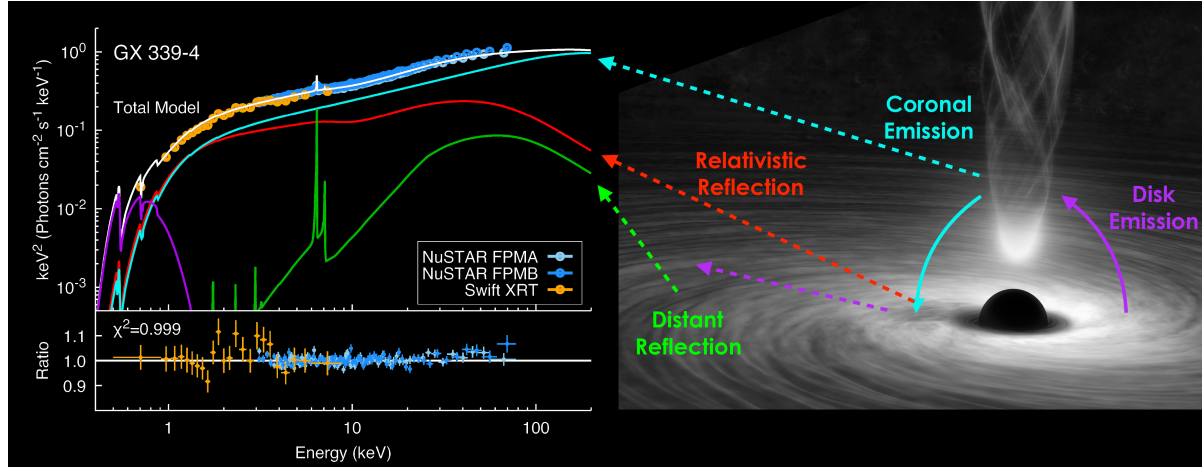 GX 339-4
Total Model
10⁰
10⁻¹
10⁻²
10⁻³
keV² (Photons cm⁻² s⁻¹ keV⁻¹)
NuSTAR FPMA
NuSTAR FPMB
Swift XRT
χ²=0.999
1.1
1.0
0.9
Ratio
1
10
100
Energy (keV)
Coronal
Emission
Relativistic
Reflection
Disk
Emission
Distant
Reflection